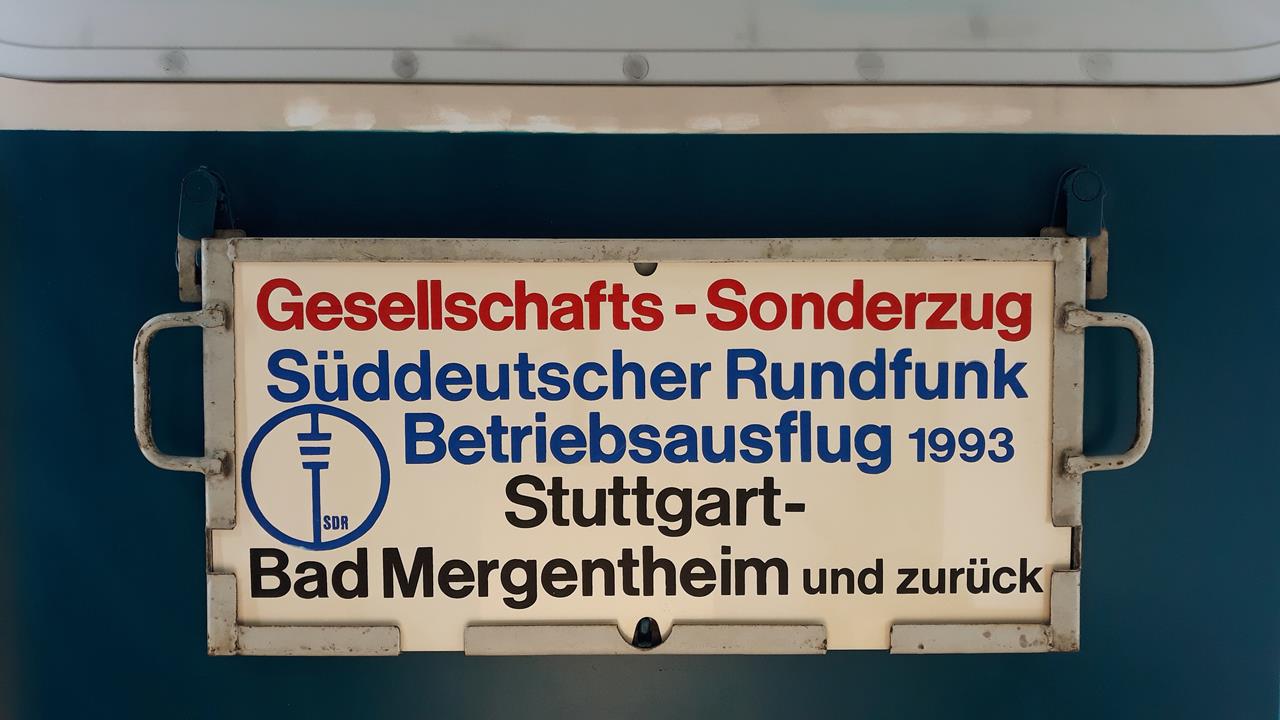 Gesellschafts - Sonderzug
Süddeutscher Rundfunk
Betriebsausflug 1993
SDR
Stuttgart-
Bad Mergentheim und zurück